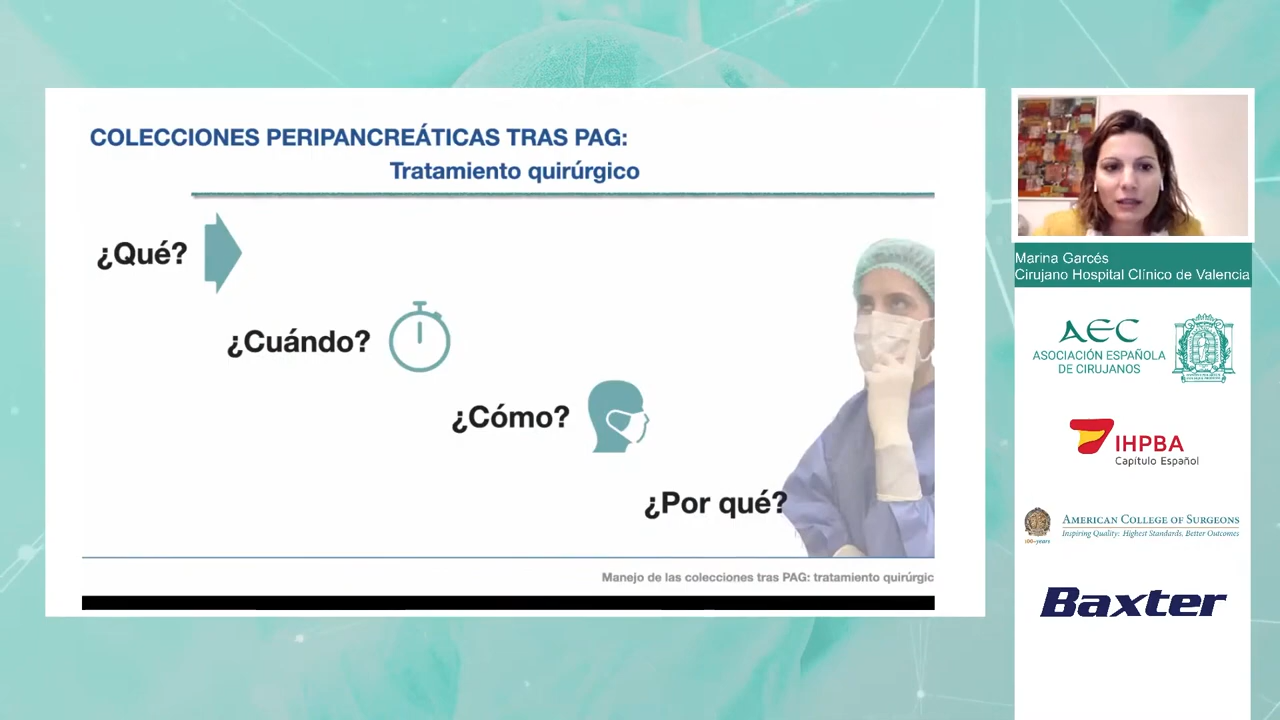 COLECCIONES PERIPANCREÁTICAS TRAS PAG:
Tratamiento quirúrgico
¿Qué?
¿Cuándo?
¿Cómo?
¿Por qué?
Manejo de las colecciones tras PAG: tratamiento quirúrgic
Marina Garcés
Cirujano Hospital Clínico de Valencia
AEC
ASOCIACIÓN ESPAÑOLA
DE CIRUJANOS
IHPBA
Capítulo Español
AMERICAN COLLEGE OF SURGEONS
Inspiring Quality: Highest Standards, Better Outcomes
100+years
Baxter